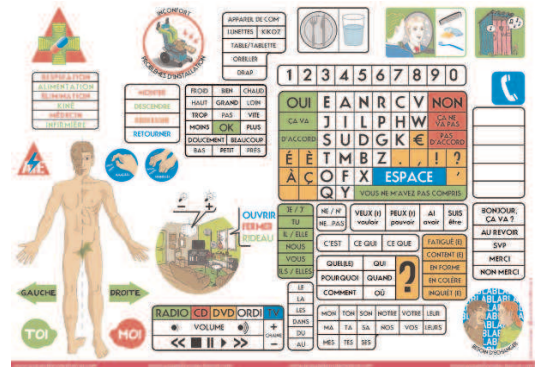 INCONFORT
PROBLÈMES D'INSTALLATION
APPAREIL DE COM'
LUNETTES KIKOZ
TABLE/TABLETTE
OREILLER
DRAP
RESPIRATION
ALIMENTATION
ÉLIMINATION
KINÉ
MÉDECIN
INFIRMIÈRE
MONTER
DESCENDRE
REDRESSER
RETOURNER
FROID BIEN CHAUD
HAUT GRAND LOIN
TROP PAS VITE
MOINS OK PLUS
DOUCEMENT BEAUCOUP
BAS PETIT PRÈS
1 2 3 4 5 6 7 8 9 0
OUI E A N R C V NON
ÇA VA J I L P H W ÇA NE VA PAS
D'ACCORD S U D G K € PAS D'ACCORD
É È T M B Z . , ! ?
À Ç O F X ESPACE '
Q Y VOUS NE M'AVEZ PAS COMPRIS
GAUCHE DROITE
TOI MOI
OUVRIR
FERMER
RIDEAU
RADIO CD DVD ORDI TV
VOLUME
+ CHAINE -
JE / J'
TU
IL / ELLE
NOUS
VOUS
ILS / ELLES
LE
LA
LES
DANS
DU
AU
NE / N'
NE...PAS
VEUX (t) vouloir
PEUX (t) pouvoir
AI avoir
SUIS être
C'EST CE QUI CE QUE
QUEL(LE) QUI
POURQUOI QUAND
COMMENT OÙ
?
FATIGUÉ (E)
CONTENT (E)
EN FORME
EN COLÈRE
INQUIET (E)
MON TON SON NOTRE VOTRE LEUR
MA TA SA NOS VOS LEURS
MES TES SES
BONJOUR, ÇA VA ?
AU REVOIR
SVP
MERCI
NON MERCI
BLABLABLA
BESOIN D'ÉCHANGER